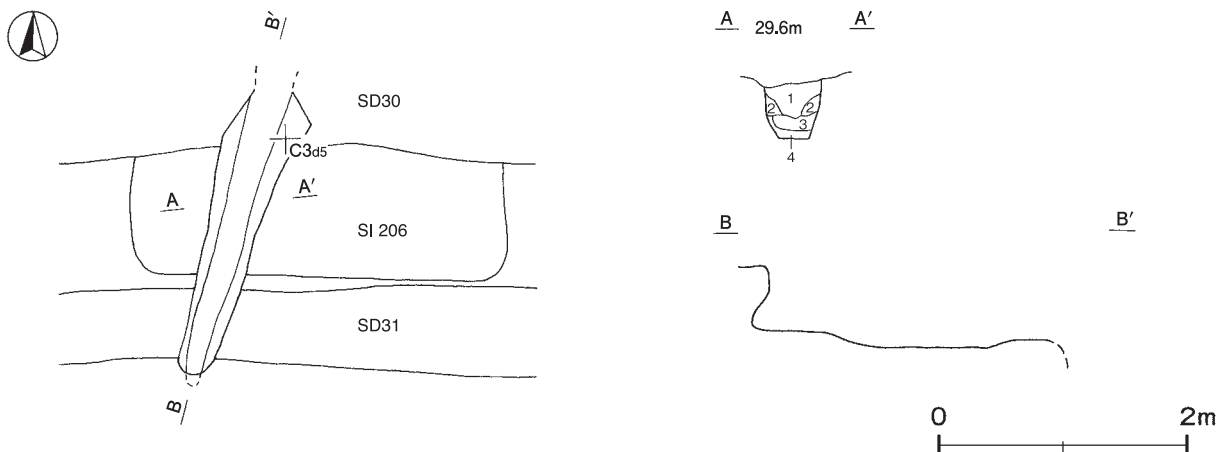 B′
SD30
C3d5
A
A′
SI 206
SD31
B
A 29.6m A′
1
2 2
3
4
B B′
0 2m